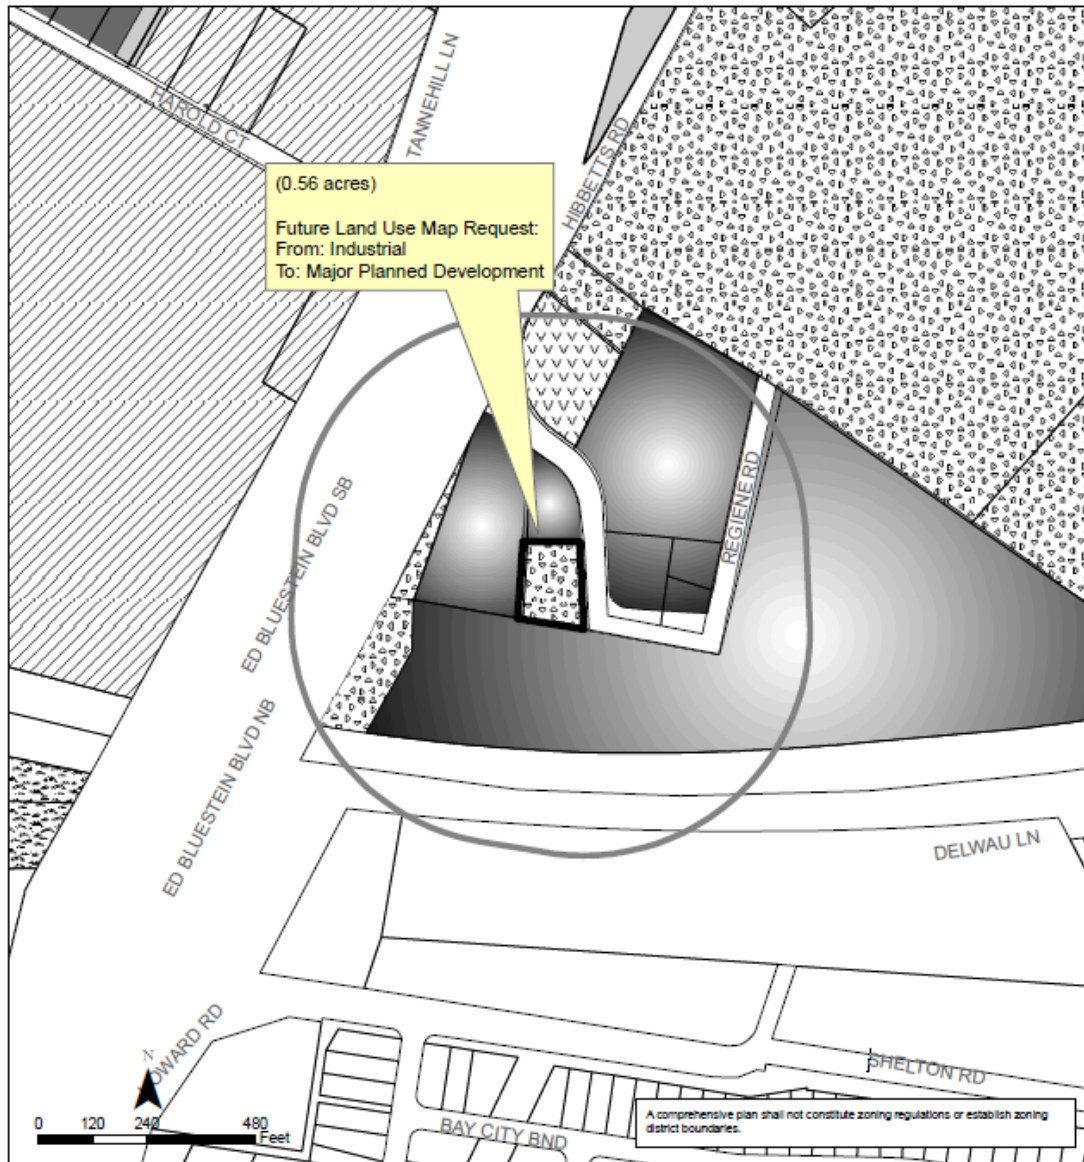 TANNEHILL LN
HAROLD CT
HIBBETTS RD
(0.56 acres)
Future Land Use Map Request:
From: Industrial
To: Major Planned Development
ED BLUESTEIN BLVD SB
REGIENE RD
ED BLUESTEIN BLVD NB
DELWAU LN
HOWARD RD
SHELTON RD
BAY CITY BND
N
0 120 240 480
Feet
A comprehensive plan shall not constitute zoning regulations or establish zoning
district boundaries.